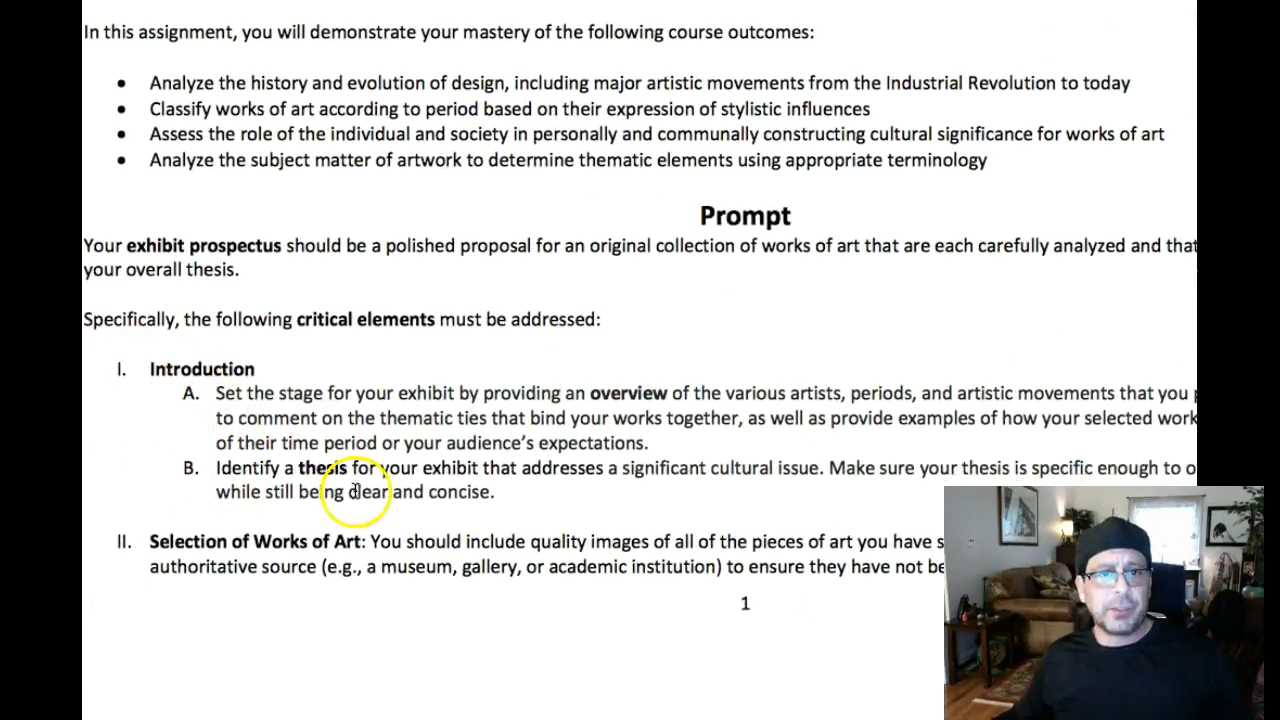 In this assignment, you will demonstrate your mastery of the following course outcomes:
• Analyze the history and evolution of design, including major artistic movements from the Industrial Revolution to today
• Classify works of art according to period based on their expression of stylistic influences
• Assess the role of the individual and society in personally and communally constructing cultural significance for works of art
• Analyze the subject matter of artwork to determine thematic elements using appropriate terminology
Prompt
Your exhibit prospectus should be a polished proposal for an original collection of works of art that are each carefully analyzed and that
your overall thesis.
Specifically, the following critical elements must be addressed:
I. Introduction
A. Set the stage for your exhibit by providing an overview of the various artists, periods, and artistic movements that you
to comment on the thematic ties that bind your works together, as well as provide examples of how your selected work
of their time period or your audience's expectations.
B. Identify a thesis for your exhibit that addresses a significant cultural issue. Make sure your thesis is specific enough to
while still being clear and concise.
II. Selection of Works of Art: You should include quality images of all of the pieces of art you have
authoritative source (e.g., a museum, gallery, or academic institution) to ensure they have not
1